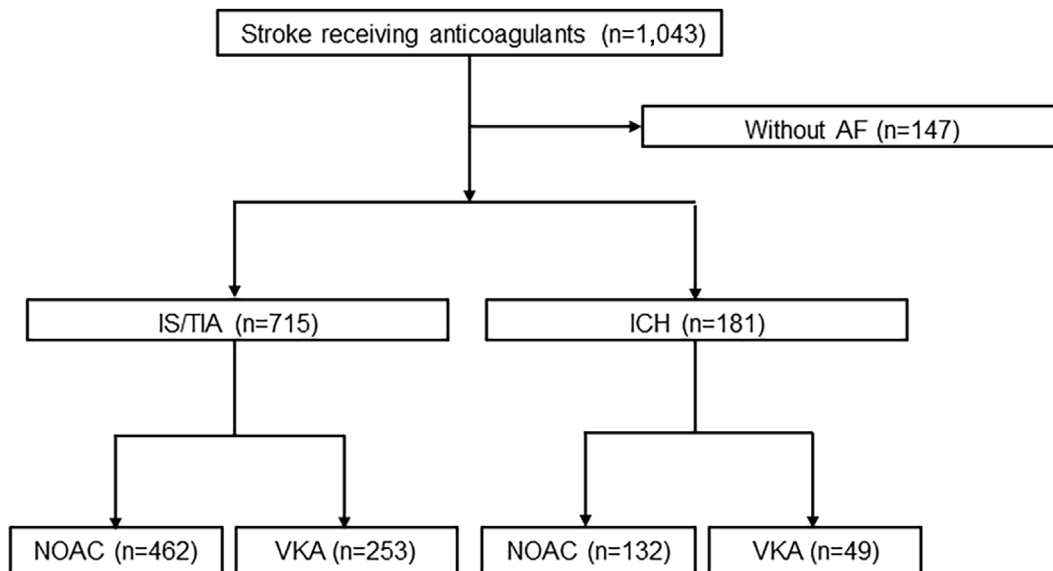 Stroke receiving anticoagulants (n=1,043)
Without AF (n=147)
IS/TIA (n=715)
ICH (n=181)
NOAC (n=462)
VKA (n=253)
NOAC (n=132)
VKA (n=49)